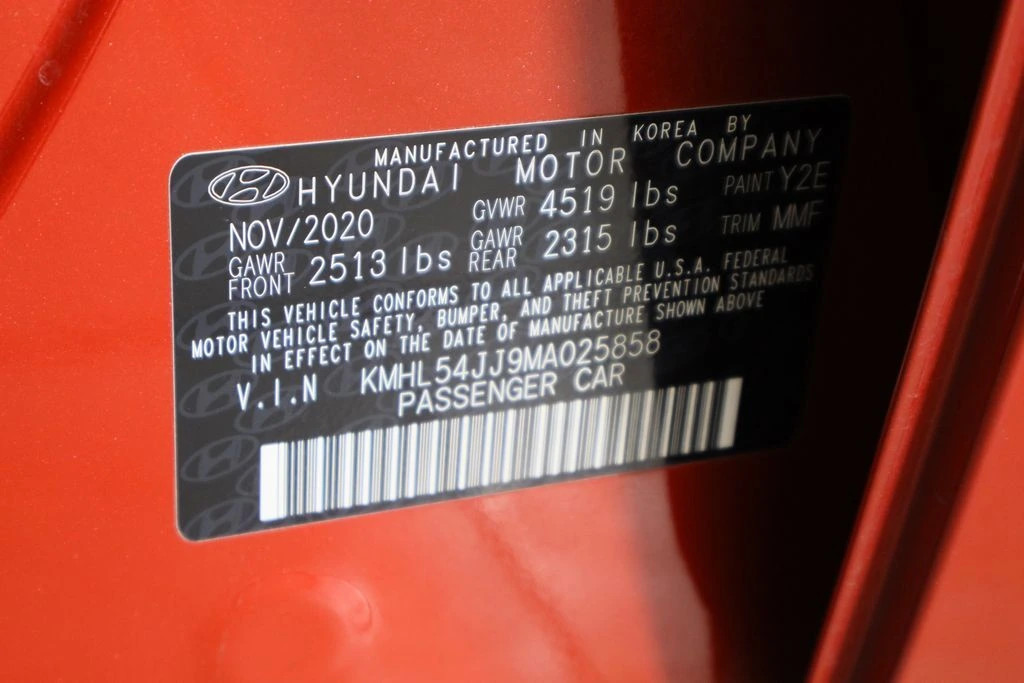 MANUFACTURED IN KOREA BY
HYUNDAI MOTOR COMPANY
NOV/2020 GVWR 4519 lbs PAINT Y2E
GAWR FRONT 2513 lbs GAWR REAR 2315 lbs TRIM MMF
THIS VEHICLE CONFORMS TO ALL APPLICABLE U.S.A. FEDERAL
MOTOR VEHICLE SAFETY, BUMPER, AND THEFT PREVENTION STANDARDS
IN EFFECT ON THE DATE OF MANUFACTURE SHOWN ABOVE
V.I.N KMHL54JJ9MA025858
PASSENGER CAR